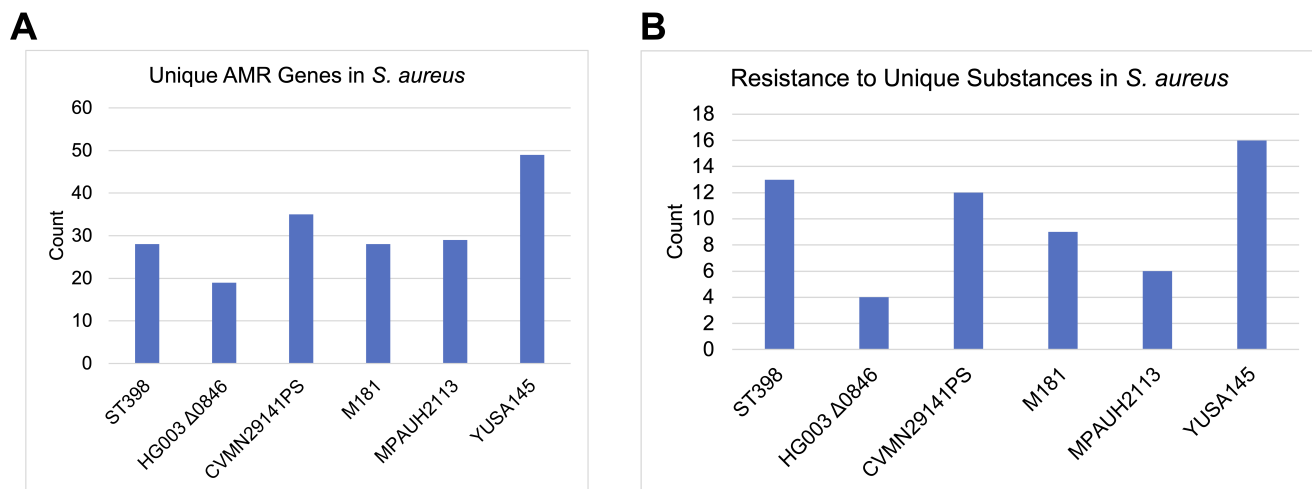 A
Unique AMR Genes in S. aureus
60
50
40
30
20
10
0
Count
ST398
HG003 Δ0846
CVMN29141PS
M181
MPAUH2113
YUSA145
B
Resistance to Unique Substances in S. aureus
18
16
14
12
10
8
6
4
2
0
Count
ST398
HG003 Δ0846
CVMN29141PS
M181
MPAUH2113
YUSA145